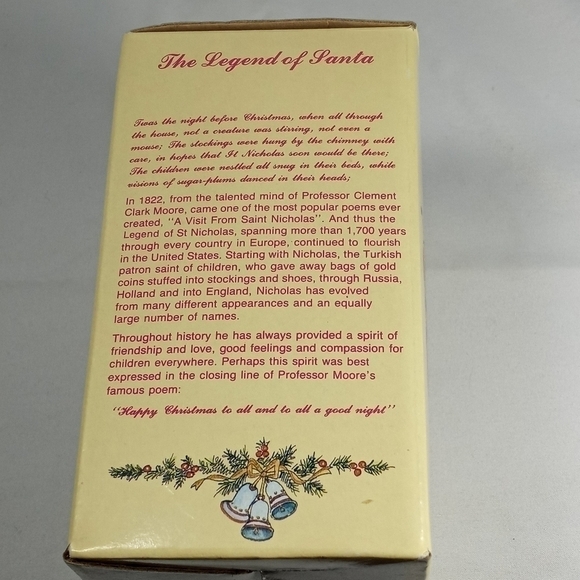 The Legend of Santa
Twas the night before Christmas, when all through
the house, not a creature was stirring, not even a
mouse; The stockings were hung by the chimney with
care, in hopes that St Nicholas soon would be there;
The children were nestled all snug in their beds, while
visions of sugar-plums danced in their heads;
In 1822, from the talented mind of Professor Clement
Clark Moore, came one of the most popular poems ever
created, "A Visit From Saint Nicholas". And thus the
Legend of St Nicholas, spanning more than 1,700 years
through every country in Europe, continued to flourish
in the United States. Starting with Nicholas, the Turkish
patron saint of children, who gave away bags of gold
coins stuffed into stockings and shoes, through Russia,
Holland and into England, Nicholas has evolved
from many different appearances and an equally
large number of names.
Throughout history he has always provided a spirit of
friendship and love, good feelings and compassion for
children everywhere. Perhaps this spirit was best
expressed in the closing line of Professor Moore's
famous poem:
"Happy Christmas to all and to all a good night"